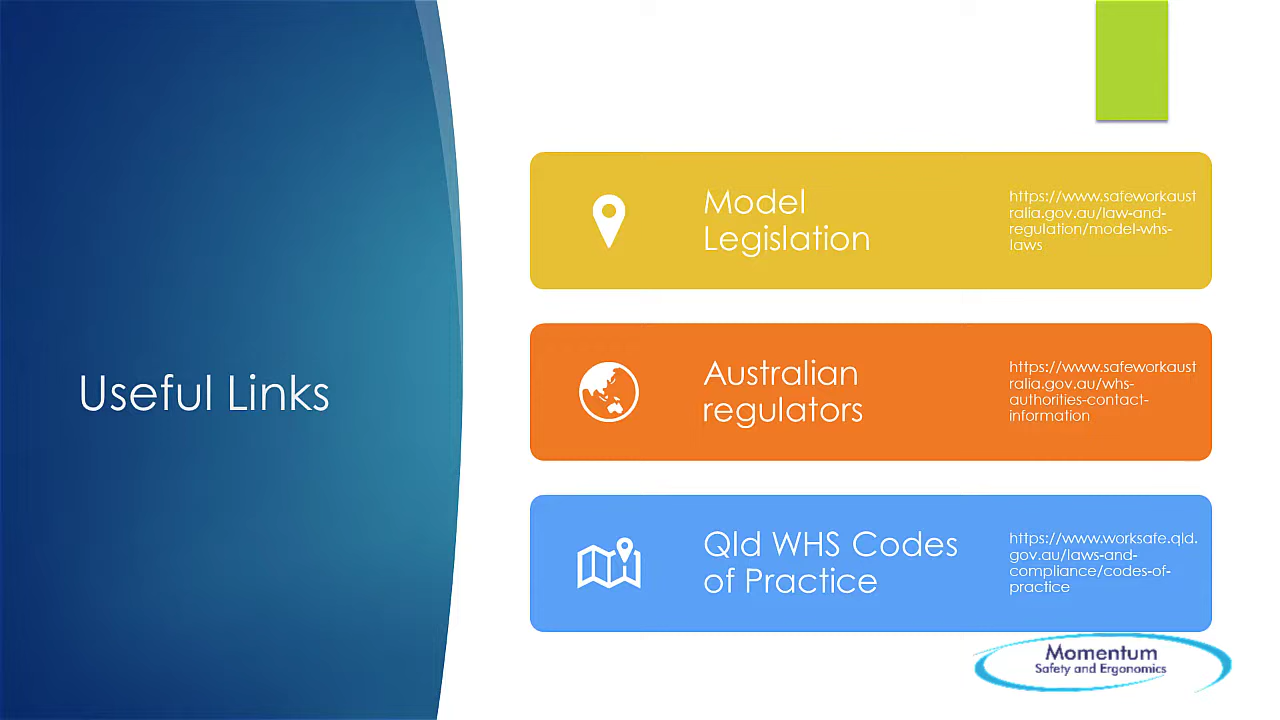 Useful Links
Model
Legislation
https://www.safeworkaust
ralia.gov.au/law-and-
regulation/model-whs-
laws
Australian
regulators
https://www.safeworkaust
ralia.gov.au/whs-
authorities-contact-
information
Qld WHS Codes
of Practice
https://www.worksafe.qld.
gov.au/laws-and-
compliance/codes-of-
practice
Momentum
Safety and Ergonomics